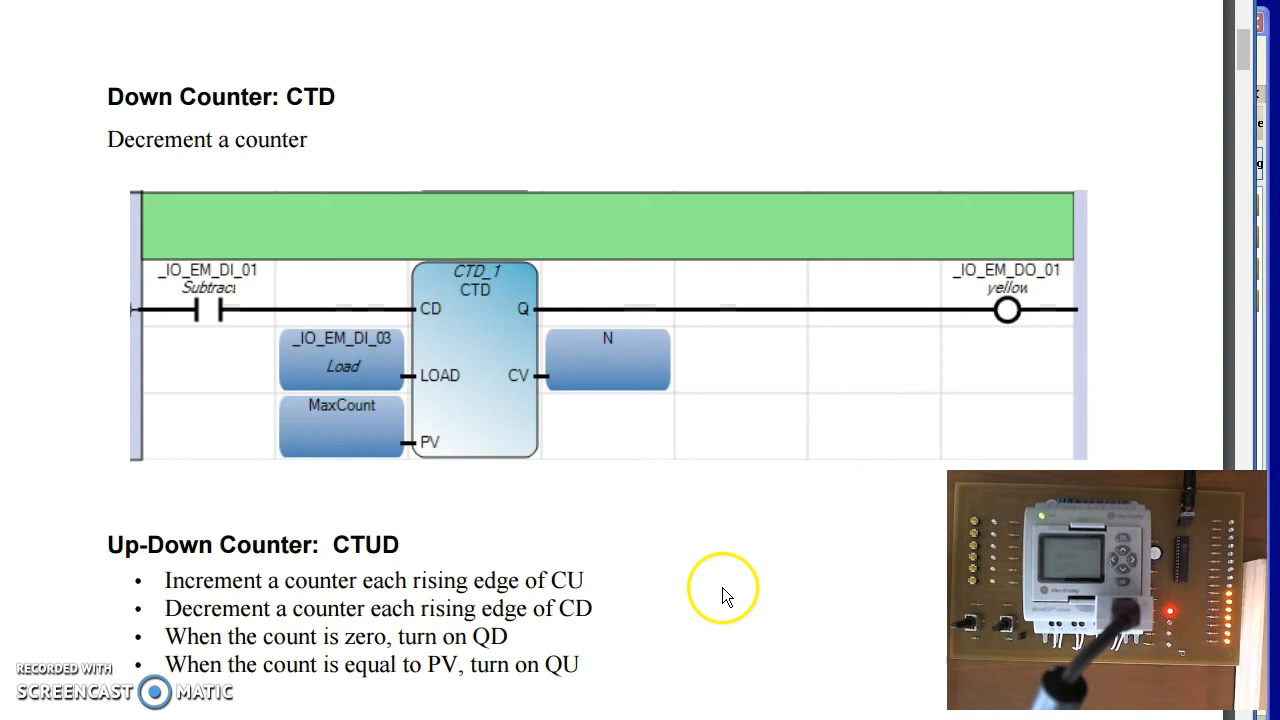 Down Counter: CTD
Decrement a counter
_IO_EM_DI_01
Subtract
CTD_1
CTD
_IO_EM_DO_01
yellow
CD
Q
_IO_EM_DI_03
Load
N
LOAD
CV
MaxCount
PV
Up-Down Counter: CTUD
• Increment a counter each rising edge of CU
• Decrement a counter each rising edge of CD
• When the count is zero, turn on QD
• When the count is equal to PV, turn on QU
RECORDED WITH
SCREENCAST MATIC